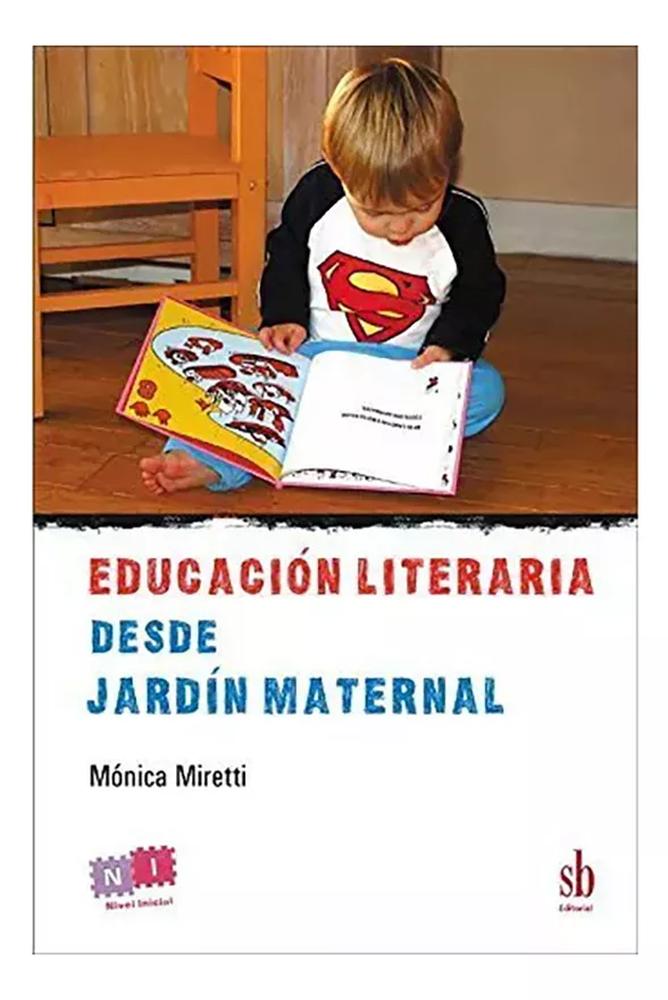 EDUCACIÓN LITERARIA
DESDE
JARDÍN MATERNAL
Mónica Miretti
N I
Nivel Inicial
sb
Editorial